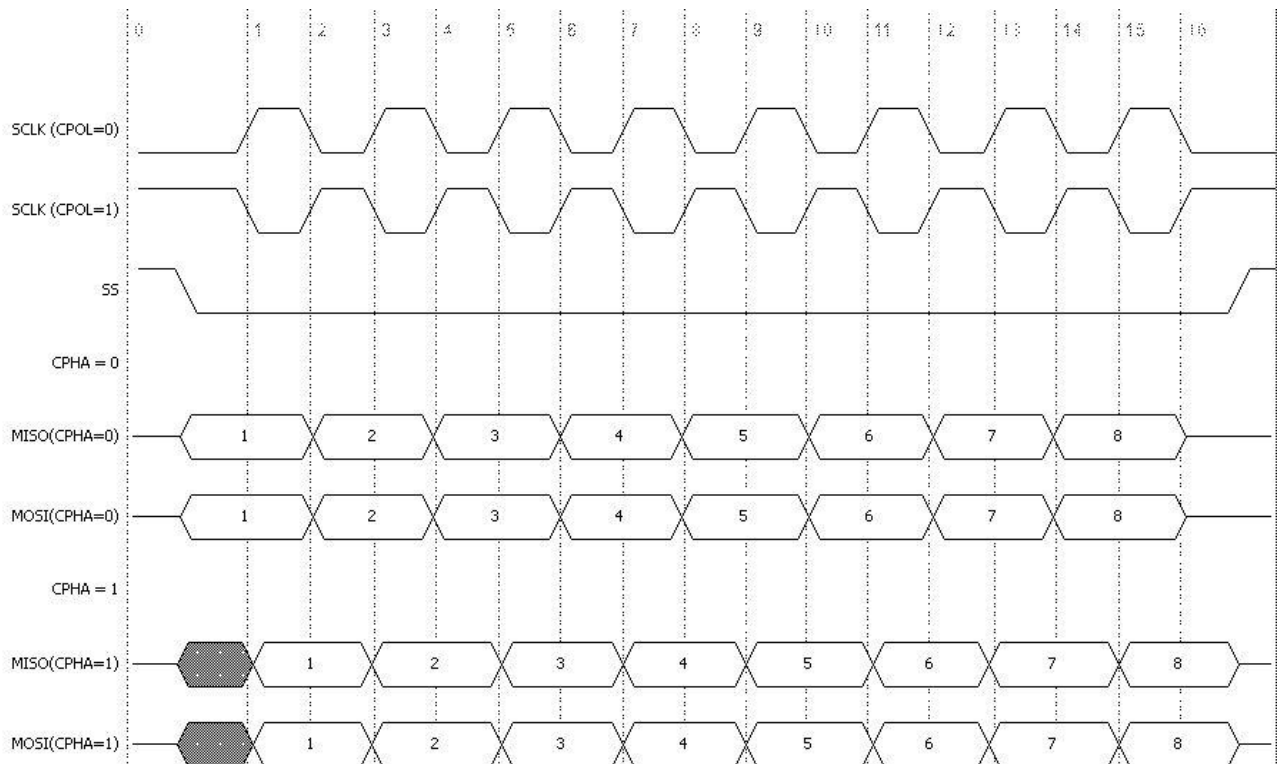 0 1 2 3 4 5 6 7 8 9 10 11 12 13 14 15 16
SCLK (CPOL=0)
SCLK (CPOL=1)
SS
CPHA = 0
MISO(CPHA=0) 1 2 3 4 5 6 7 8
MOSI(CPHA=0) 1 2 3 4 5 6 7 8
CPHA = 1
MISO(CPHA=1) 1 2 3 4 5 6 7 8
MOSI(CPHA=1) 1 2 3 4 5 6 7 8